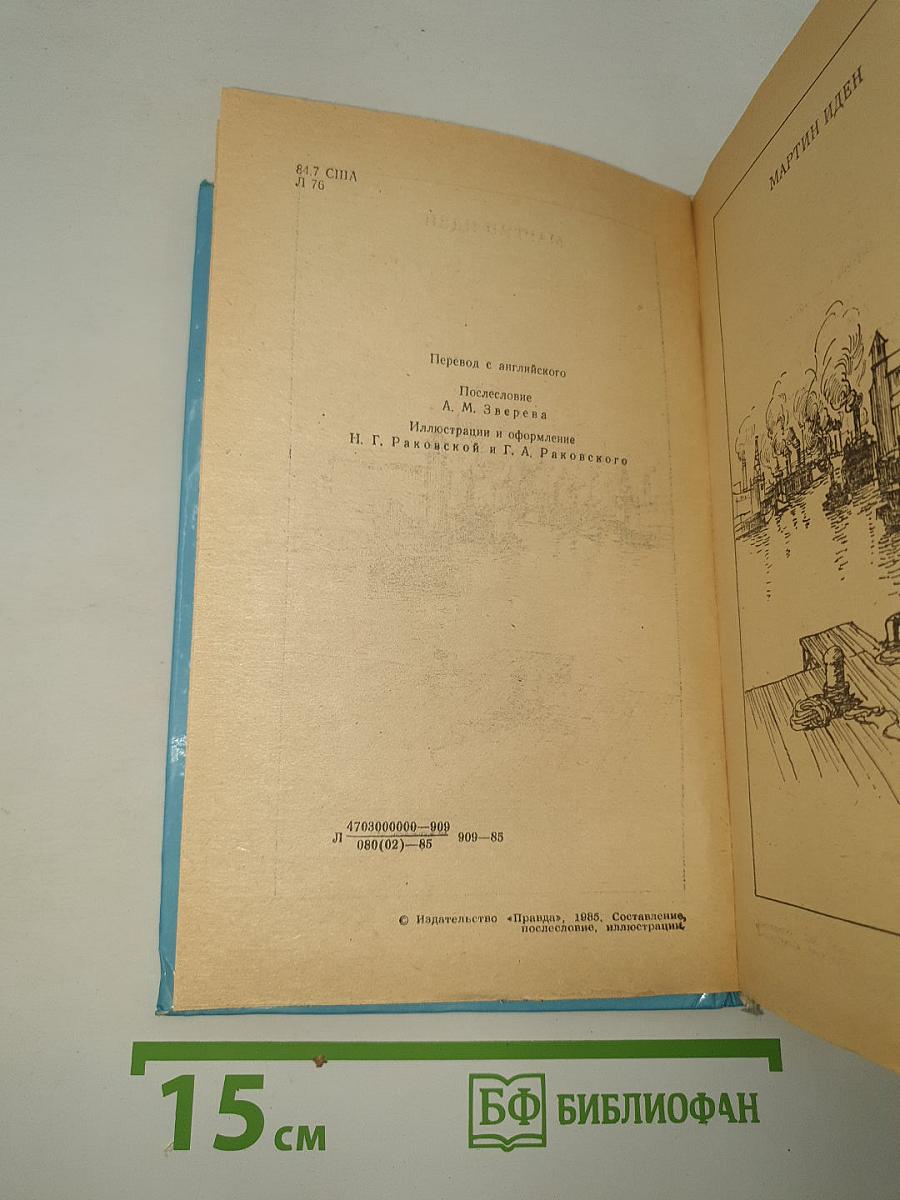 84.7 США
Л 76
Перевод с английского
Послесловие
А. М. Зверева
Иллюстрации и оформление
Н. Г. Раковской и Г. А. Раковского
Л 4703000000—909
080(02)—85 909—85
© Издательство «Правда», 1985. Составление,
послесловие, иллюстрации.
МАРТИН ИДЕН
15 см
БФ БИБЛИОФАН